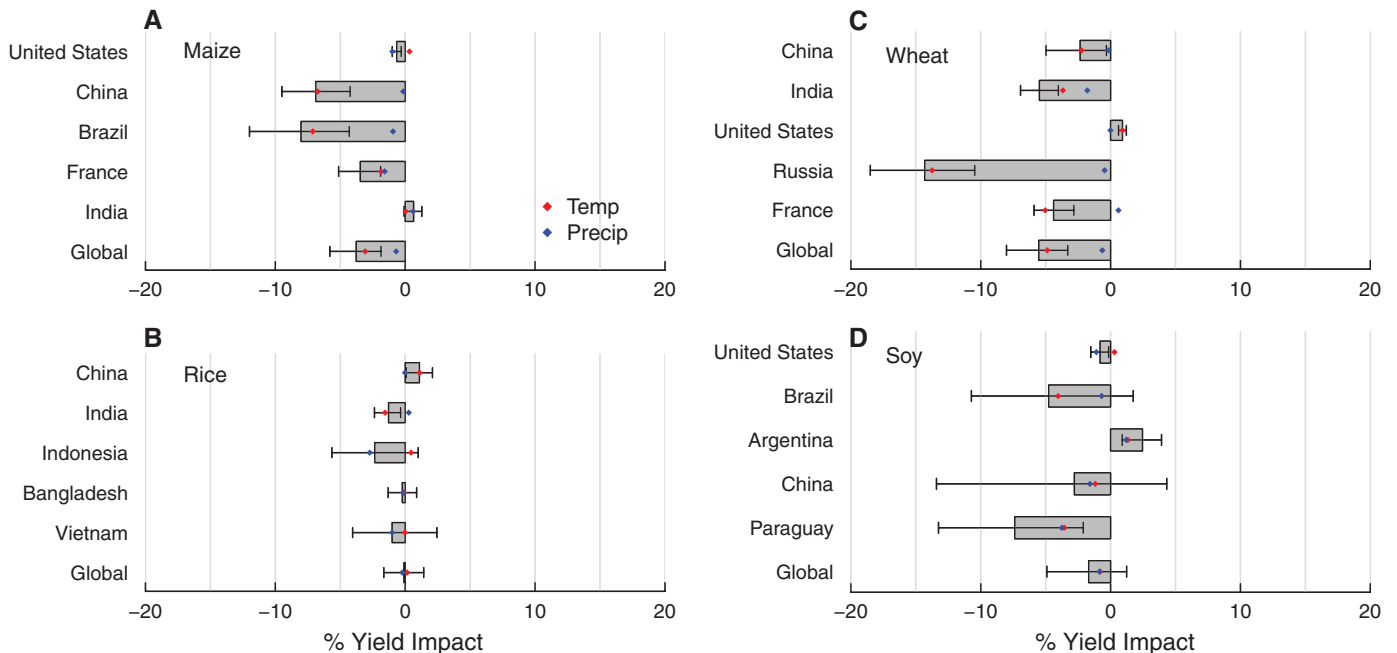 A
Maize
United States
China
Brazil
France
India
Global
Temp
Precip
−20
−10
0
10
20
B
Rice
China
India
Indonesia
Bangladesh
Vietnam
Global
−20
−10
0
10
20
% Yield Impact
C
Wheat
China
India
United States
Russia
France
Global
−20
−10
0
10
20
D
Soy
United States
Brazil
Argentina
China
Paraguay
Global
−20
−10
0
10
20
% Yield Impact